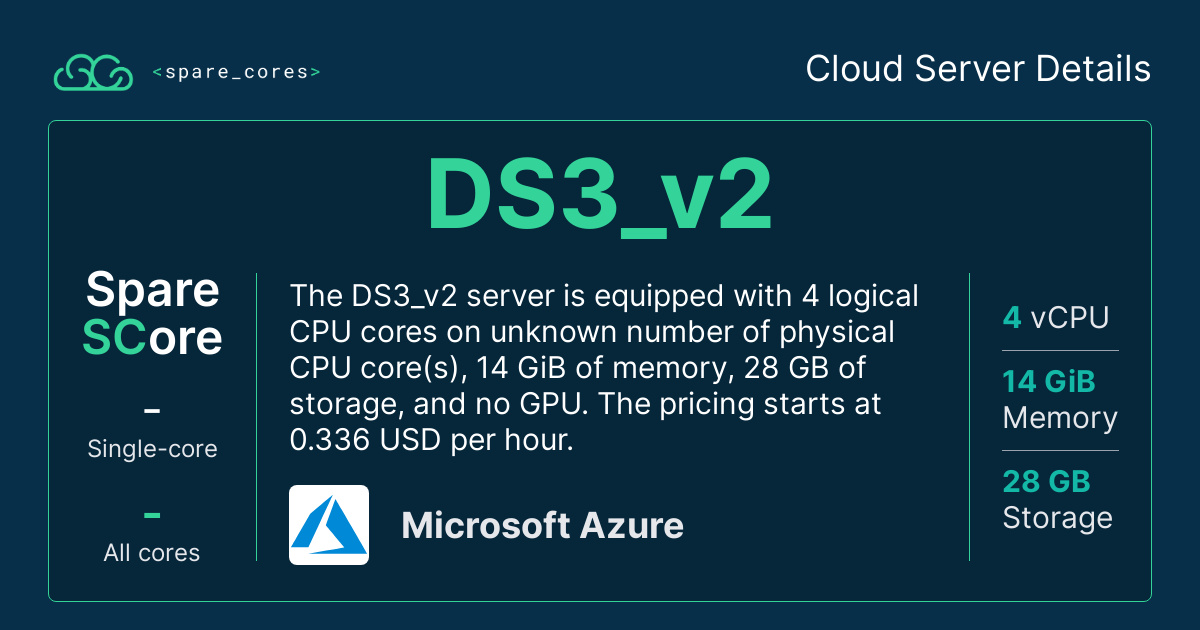 <spare_cores>
Cloud Server Details
DS3_v2
Spare
SCore
–
Single-core
–
All cores
The DS3_v2 server is equipped with 4 logical
CPU cores on unknown number of physical
CPU core(s), 14 GiB of memory, 28 GB of
storage, and no GPU. The pricing starts at
0.336 USD per hour.
Microsoft Azure
4 vCPU
14 GiB
Memory
28 GB
Storage